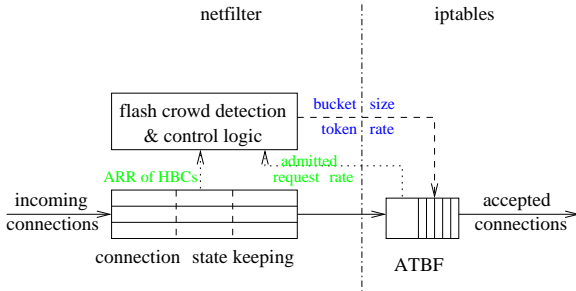 netfilter
iptables
flash crowd detection
& control logic
bucket size
token rate
ARR of HBCs
admitted
request rate
incoming
connections
accepted
connections
connection state keeping
ATBF